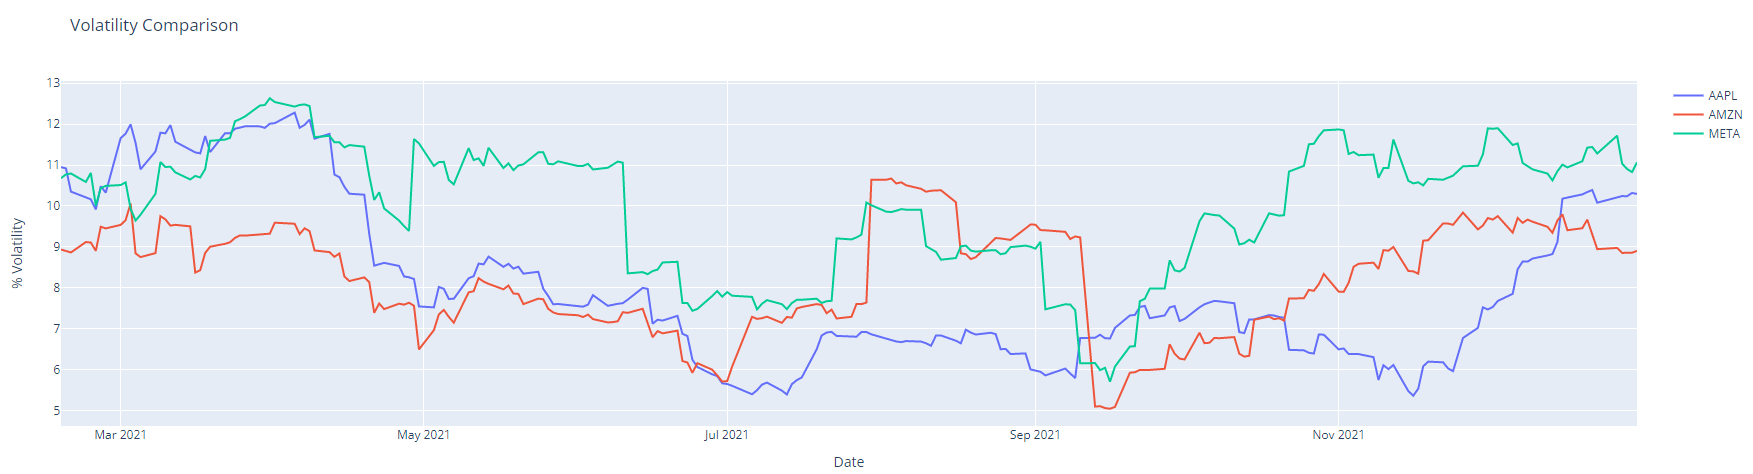 Volatility Comparison
13
12
11
10
9
8
7
6
5
% Volatility
Mar 2021
May 2021
Jul 2021
Sep 2021
Nov 2021
Date
AAPL
AMZN
META